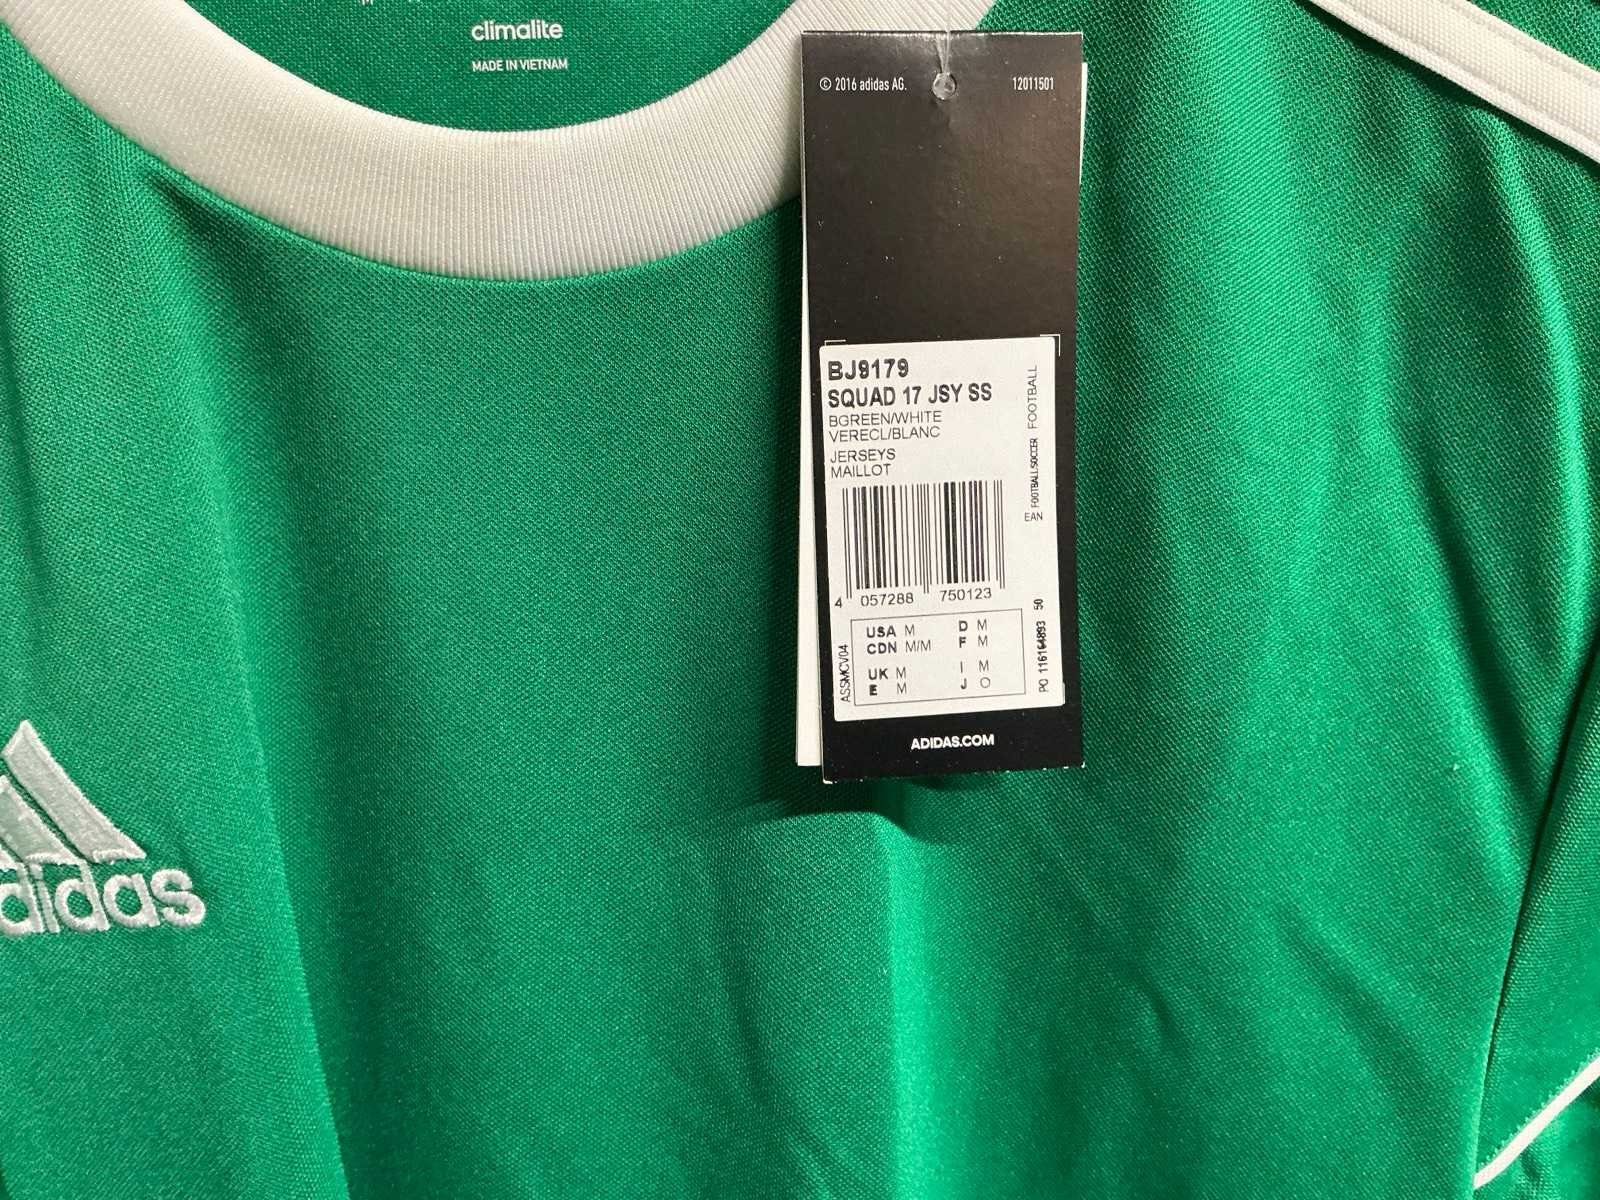 climalite
MADE IN VIETNAM
© 2016 adidas AG.
12011501
BJ9179
SQUAD 17 JSY SS
BGREEN/WHITE
VERECL/BLANC
JERSEYS
MAILLOT
FOOTBALL
FOOTBALL/SOCCER
EAN
4 057288 750123
USA M
CDN M/M
UK M
E M
D M
F M
I M
J O
ASSMCV04
50
ADIDAS.COM
adidas